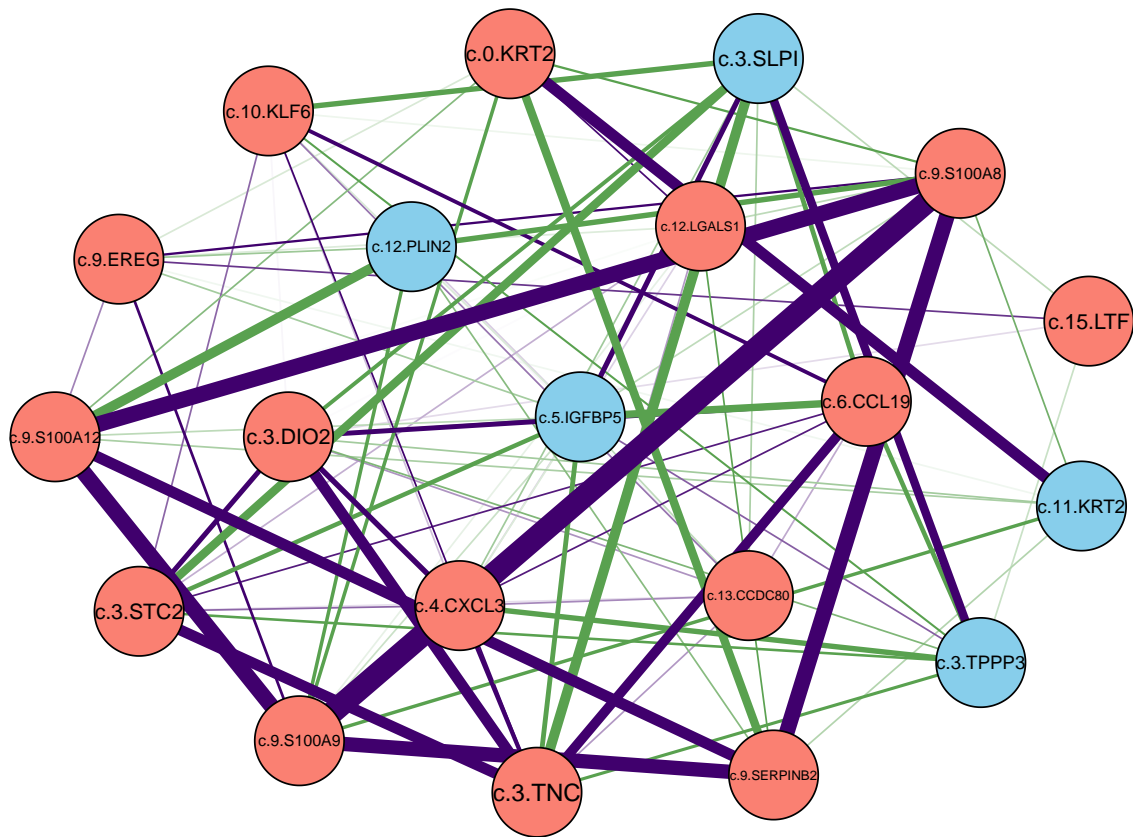 c.0.KRT2
c.3.SLPI
c.10.KLF6
c.9.S100A8
c.12.LGALS1
c.12.PLIN2
c.9.EREG
c.15.LTF
c.6.CCL19
c.5.IGFBP5
c.9.S100A12
c.3.DIO2
c.11.KRT2
c.13.CCDC80
c.4.CXCL3
c.3.STC2
c.3.TPPP3
c.9.S100A9
c.9.SERPINB2
c.3.TNC